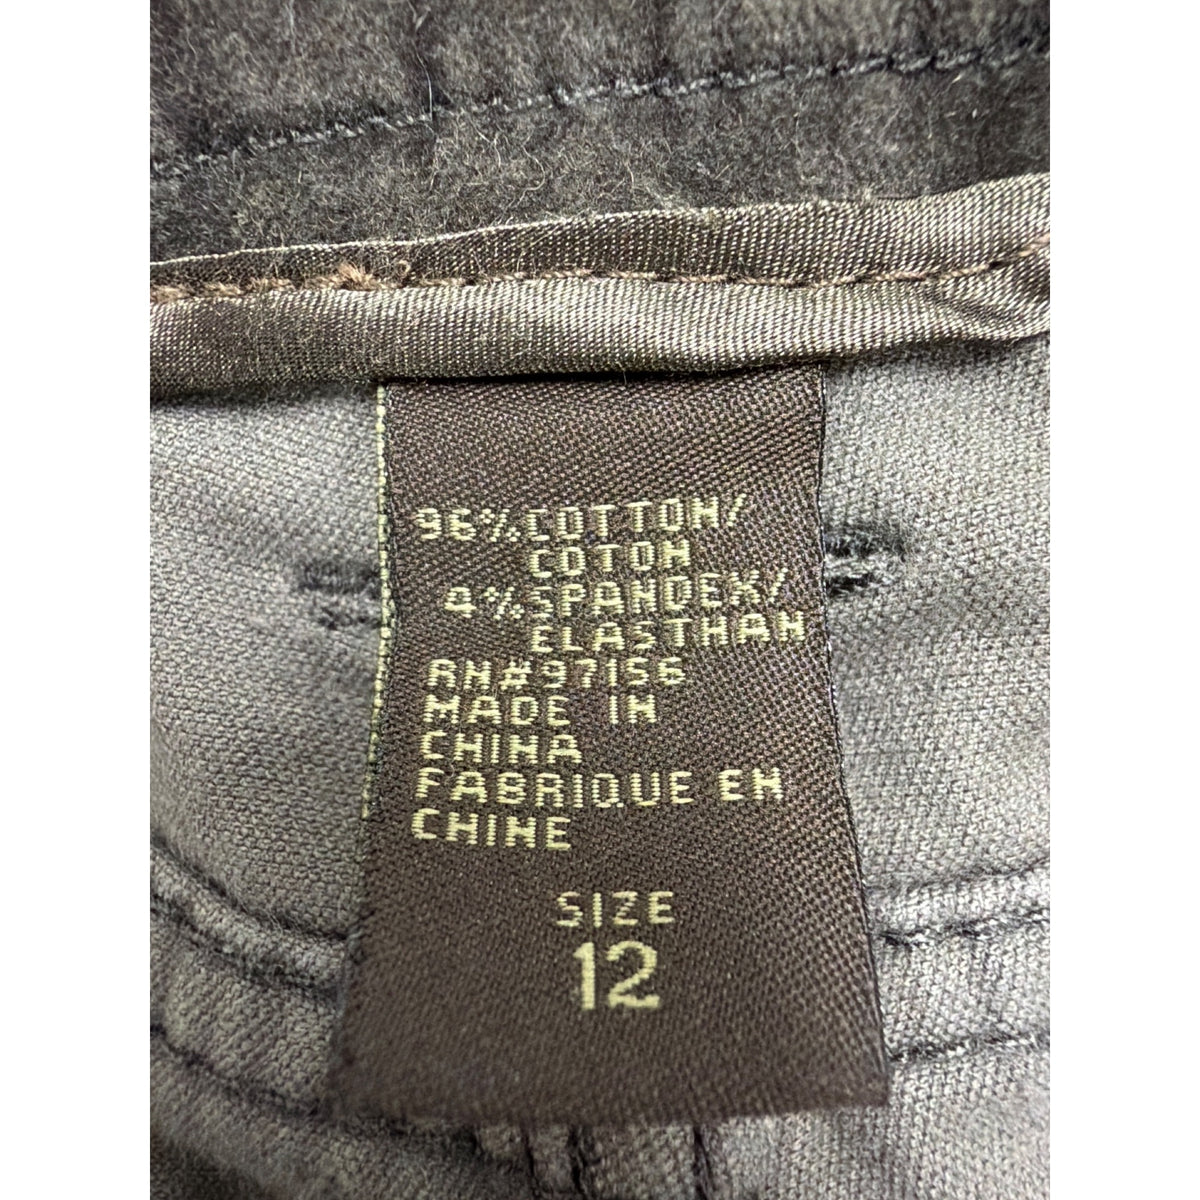 96% COTTON/
COTON
4% SPANDEX/
ELASTHAN
RN#97156
MADE IN
CHINA
FABRIQUE EN
CHINE
SIZE
12